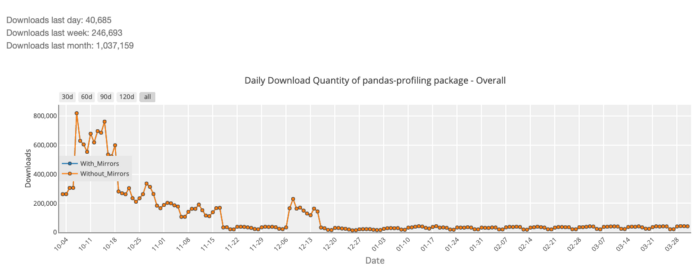 Downloads last day: 40,685
Downloads last week: 246,693
Downloads last month: 1,037,159
Daily Download Quantity of pandas-profiling package - Overall
30d 60d 90d 120d all
800,000
600,000
400,000
200,000
0
Downloads
With_Mirrors
Without_Mirrors
10-04 10-11 10-18 10-25 11-01 11-08 11-15 11-22 11-29 12-06 12-13 12-20 12-27 01-03 01-10 01-17 01-24 01-31 02-07 02-14 02-21 02-28 03-07 03-14 03-21 03-28
Date